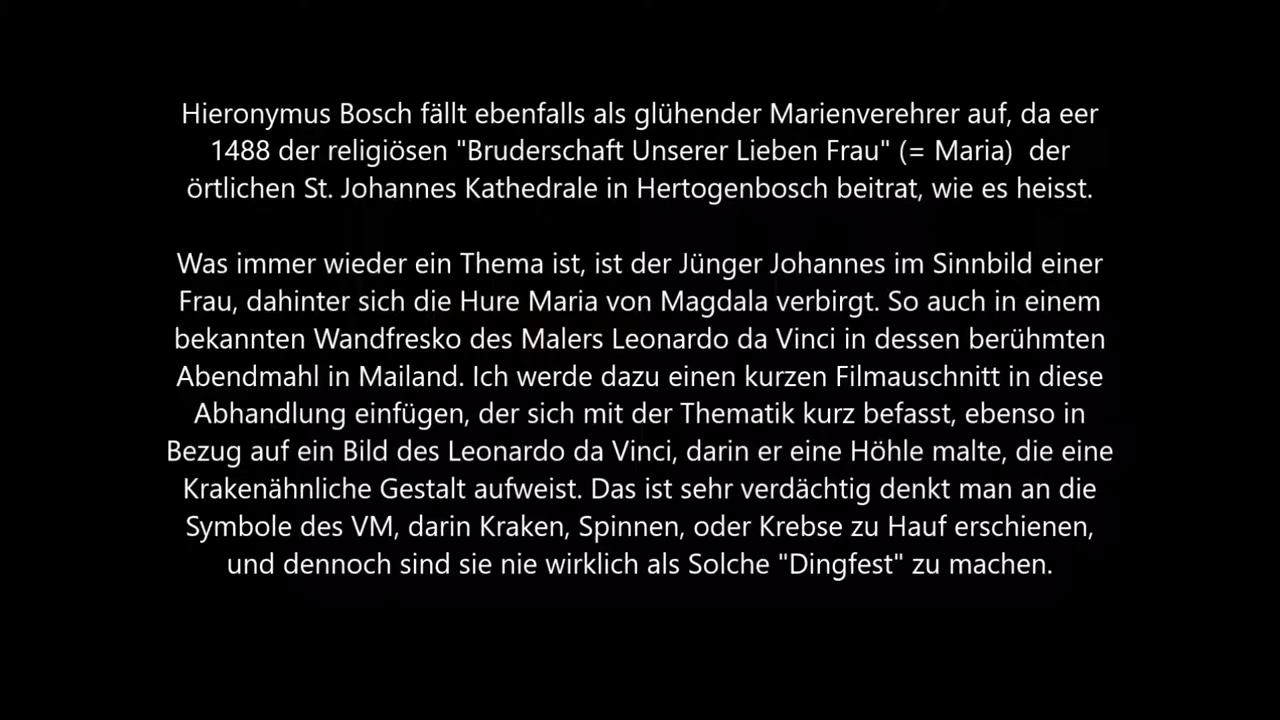 Hieronymus Bosch fällt ebenfalls als glühender Marienverehrer auf, da eer
1488 der religiösen "Bruderschaft Unserer Lieben Frau" (= Maria)  der
örtlichen St. Johannes Kathedrale in Hertogenbosch beitrat, wie es heisst.
Was immer wieder ein Thema ist, ist der Jünger Johannes im Sinnbild einer
Frau, dahinter sich die Hure Maria von Magdala verbirgt. So auch in einem
bekannten Wandfresko des Malers Leonardo da Vinci in dessen berühmten
Abendmahl in Mailand. Ich werde dazu einen kurzen Filmauschnitt in diese
Abhandlung einfügen, der sich mit der Thematik kurz befasst, ebenso in
Bezug auf ein Bild des Leonardo da Vinci, darin er eine Höhle malte, die eine
Krakenähnliche Gestalt aufweist. Das ist sehr verdächtig denkt man an die
Symbole des VM, darin Kraken, Spinnen, oder Krebse zu Hauf erschienen,
und dennoch sind sie nie wirklich als Solche "Dingfest" zu machen.